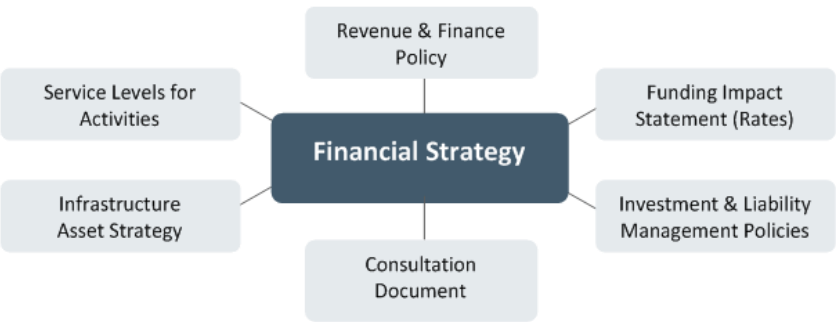 Revenue & Finance
Policy
Service Levels for
Activities
Funding Impact
Statement (Rates)
Financial Strategy
Infrastructure
Asset Strategy
Investment & Liability
Management Policies
Consultation
Document